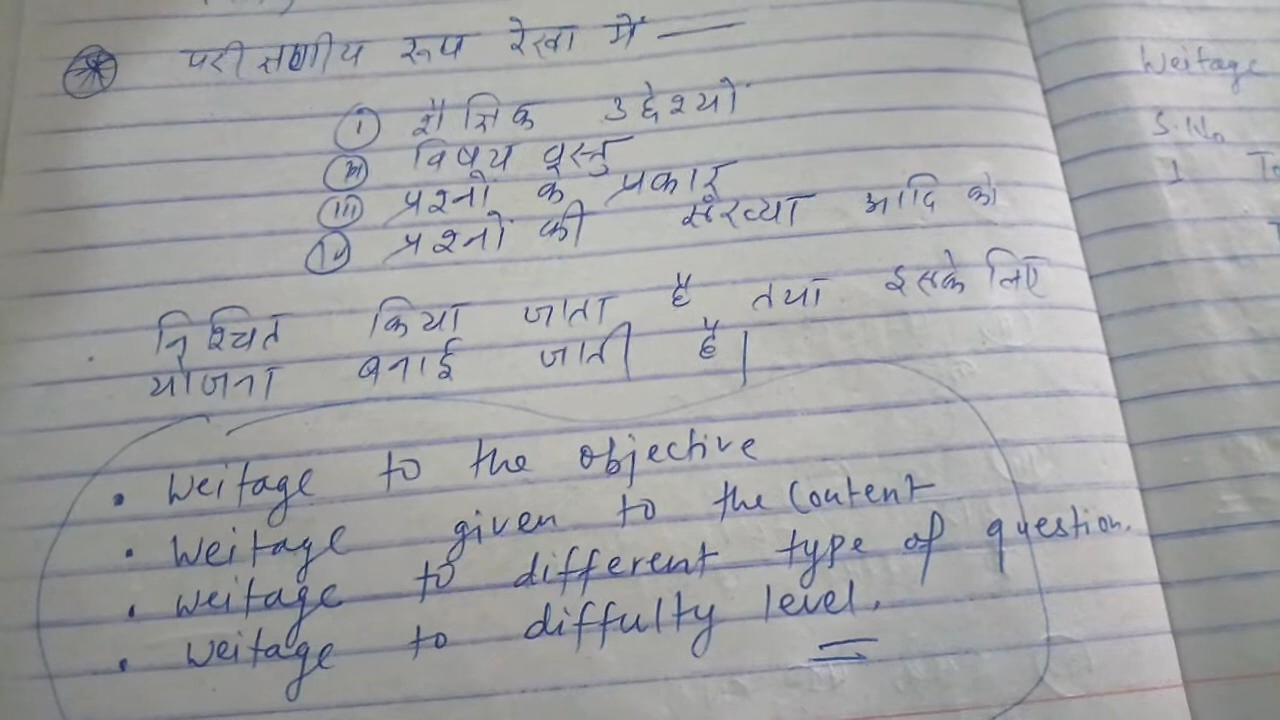 परीक्षणीय रूप रेखा में —
(i) शैक्षिक उद्देश्यों
(ii) विषय वस्तु
(iii) प्रश्नों के प्रकार
(iv) प्रश्नों की संख्या आदि को
निश्चित किया जाता है तथा इसके लिए
योजना बनाई जाती है।
• Weitage to the objective
• Weitage given to the Content
• Weitage to different type of question.
• Weitage to diffulty level.
Weitage
S.No
1